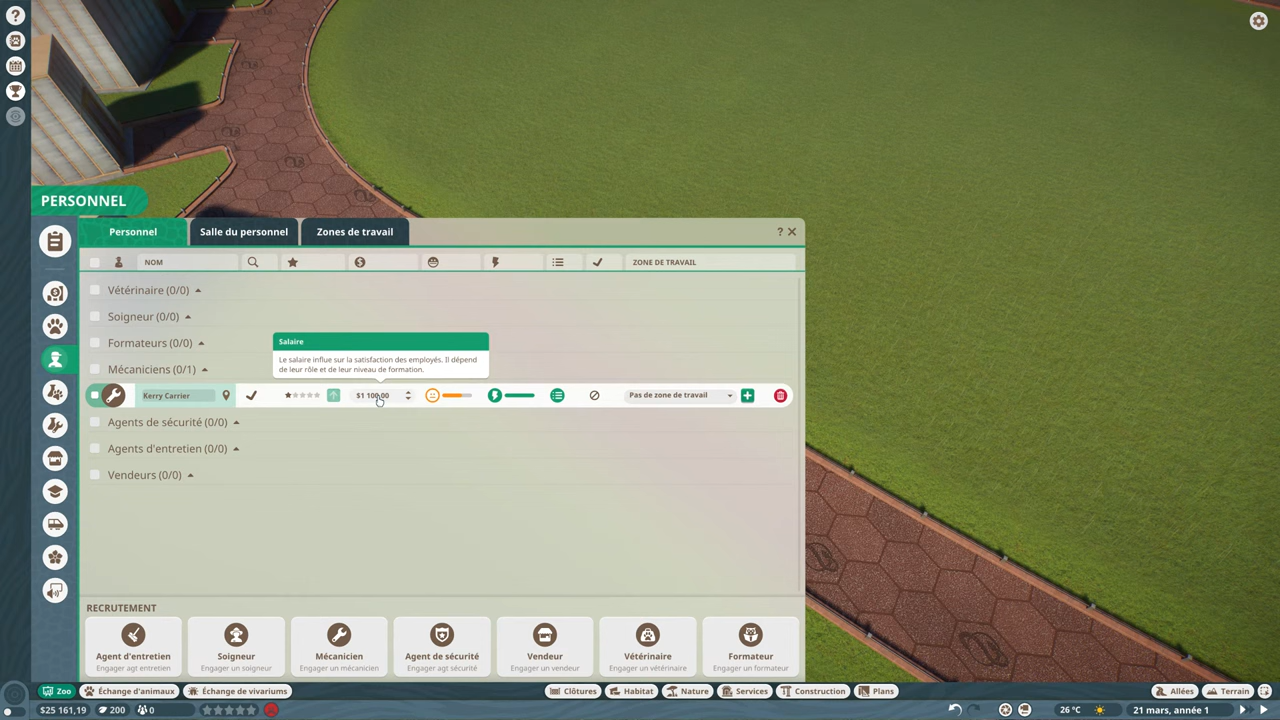 PERSONNEL
Personnel
Salle du personnel
Zones de travail
?
NOM
ZONE DE TRAVAIL
Vétérinaire (0/0)
Soigneur (0/0)
Formateurs (0/0)
Salaire
Le salaire influe sur la satisfaction des employés. Il dépend
de leur rôle et de leur niveau de formation.
Mécaniciens (0/1)
Kerry Carrier
$1 100,00
Pas de zone de travail
Agents de sécurité (0/0)
Agents d'entretien (0/0)
Vendeurs (0/0)
RECRUTEMENT
Agent d'entretien
Engager agt entretien
Soigneur
Engager un soigneur
Mécanicien
Engager un mécanicien
Agent de sécurité
Engager agt sécurité
Vendeur
Engager un vendeur
Vétérinaire
Engager un vétérinaire
Formateur
Engager un formateur
Zoo
Échange d'animaux
Échange de vivariums
Clôtures
Habitat
Nature
Services
Construction
Plans
Allées
Terrain
$25 161,19
200
0
26 °C
21 mars, année 1